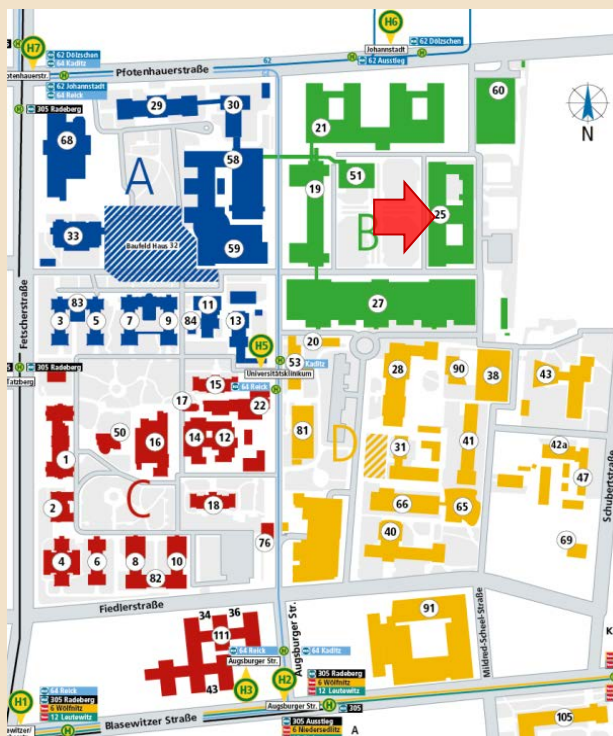 H7
62 Dölzschen
64 Kaditz
H6
Johannstadt
62 Dölzschen
62 Ausstieg
62
Pfotenhauerstraße
62 Johannstadt
64 Reick
305 Radeberg
N
29
30
21
60
68
A
58
51
19
25
B
33
Baufeld Haus 32
59
27
Fetscherstraße
83
3
5
7
9
84
11
13
H5
20
53
Kaditz
Universitätsklinikum
64 Reick
305 Radeberg
Tatzberg
28
90
38
43
15
17
22
50
16
14
12
81
D
31
41
42a
47
1
2
C
18
66
65
40
69
76
4
6
8
10
82
Schubertstraße
Fiedlerstraße
34
36
111
43
64 Reick
Augsburger Str.
H3
H2
Augsburger Str.
64 Kaditz
91
Mildred-Scheel-Straße
305 Radeberg
6 Wölfnitz
12 Leutewitz
H1
64 Reick
305 Radeberg
6 Wölfnitz
12 Leutewitz
Blasewitzer Straße
Augsburger Str.
305
305 Ausstieg
6 Niedersedlitz
A
105
K